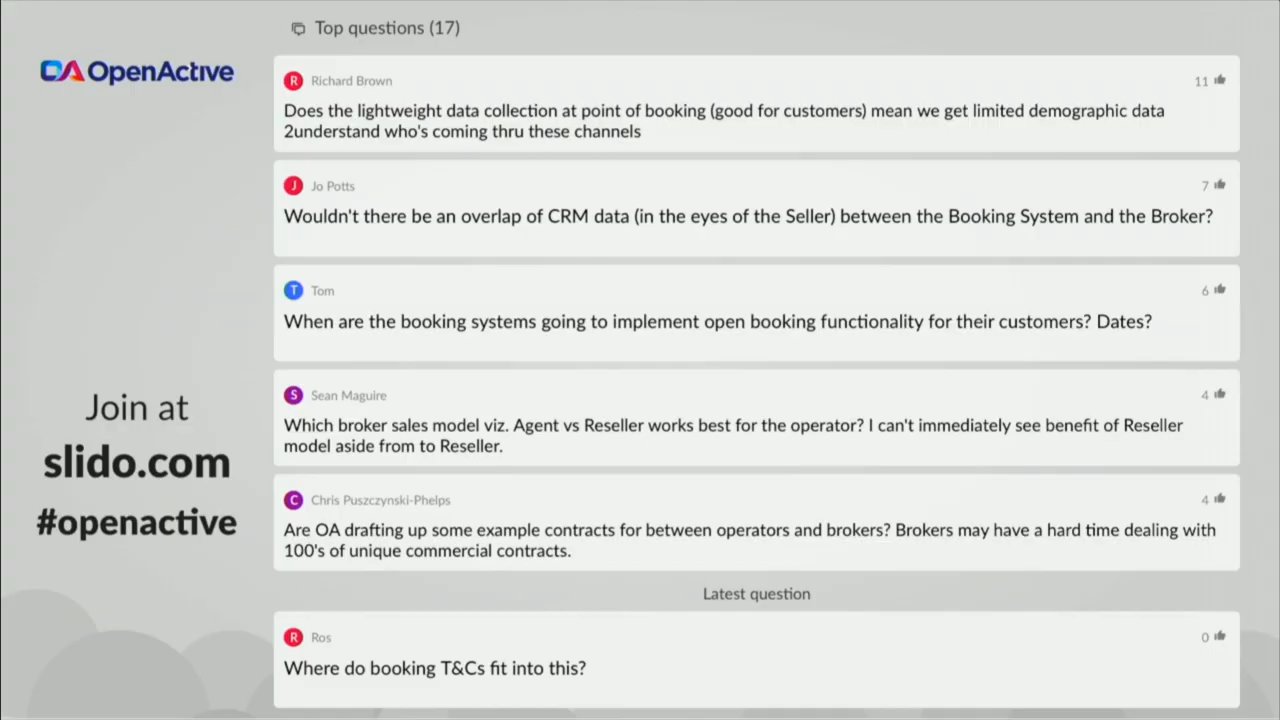 Top questions (17)
OpenActive
R Richard Brown 11
Does the lightweight data collection at point of booking (good for customers) mean we get limited demographic data
2understand who's coming thru these channels
J Jo Potts 7
Wouldn't there be an overlap of CRM data (in the eyes of the Seller) between the Booking System and the Broker?
T Tom 6
When are the booking systems going to implement open booking functionality for their customers? Dates?
S Sean Maguire 4
Which broker sales model viz. Agent vs Reseller works best for the operator? I can't immediately see benefit of Reseller
model aside from to Reseller.
C Chris Puszczynski-Phelps 4
Are OA drafting up some example contracts for between operators and brokers? Brokers may have a hard time dealing with
100's of unique commercial contracts.
Join at
slido.com
#openactive
Latest question
R Ros 0
Where do booking T&Cs fit into this?